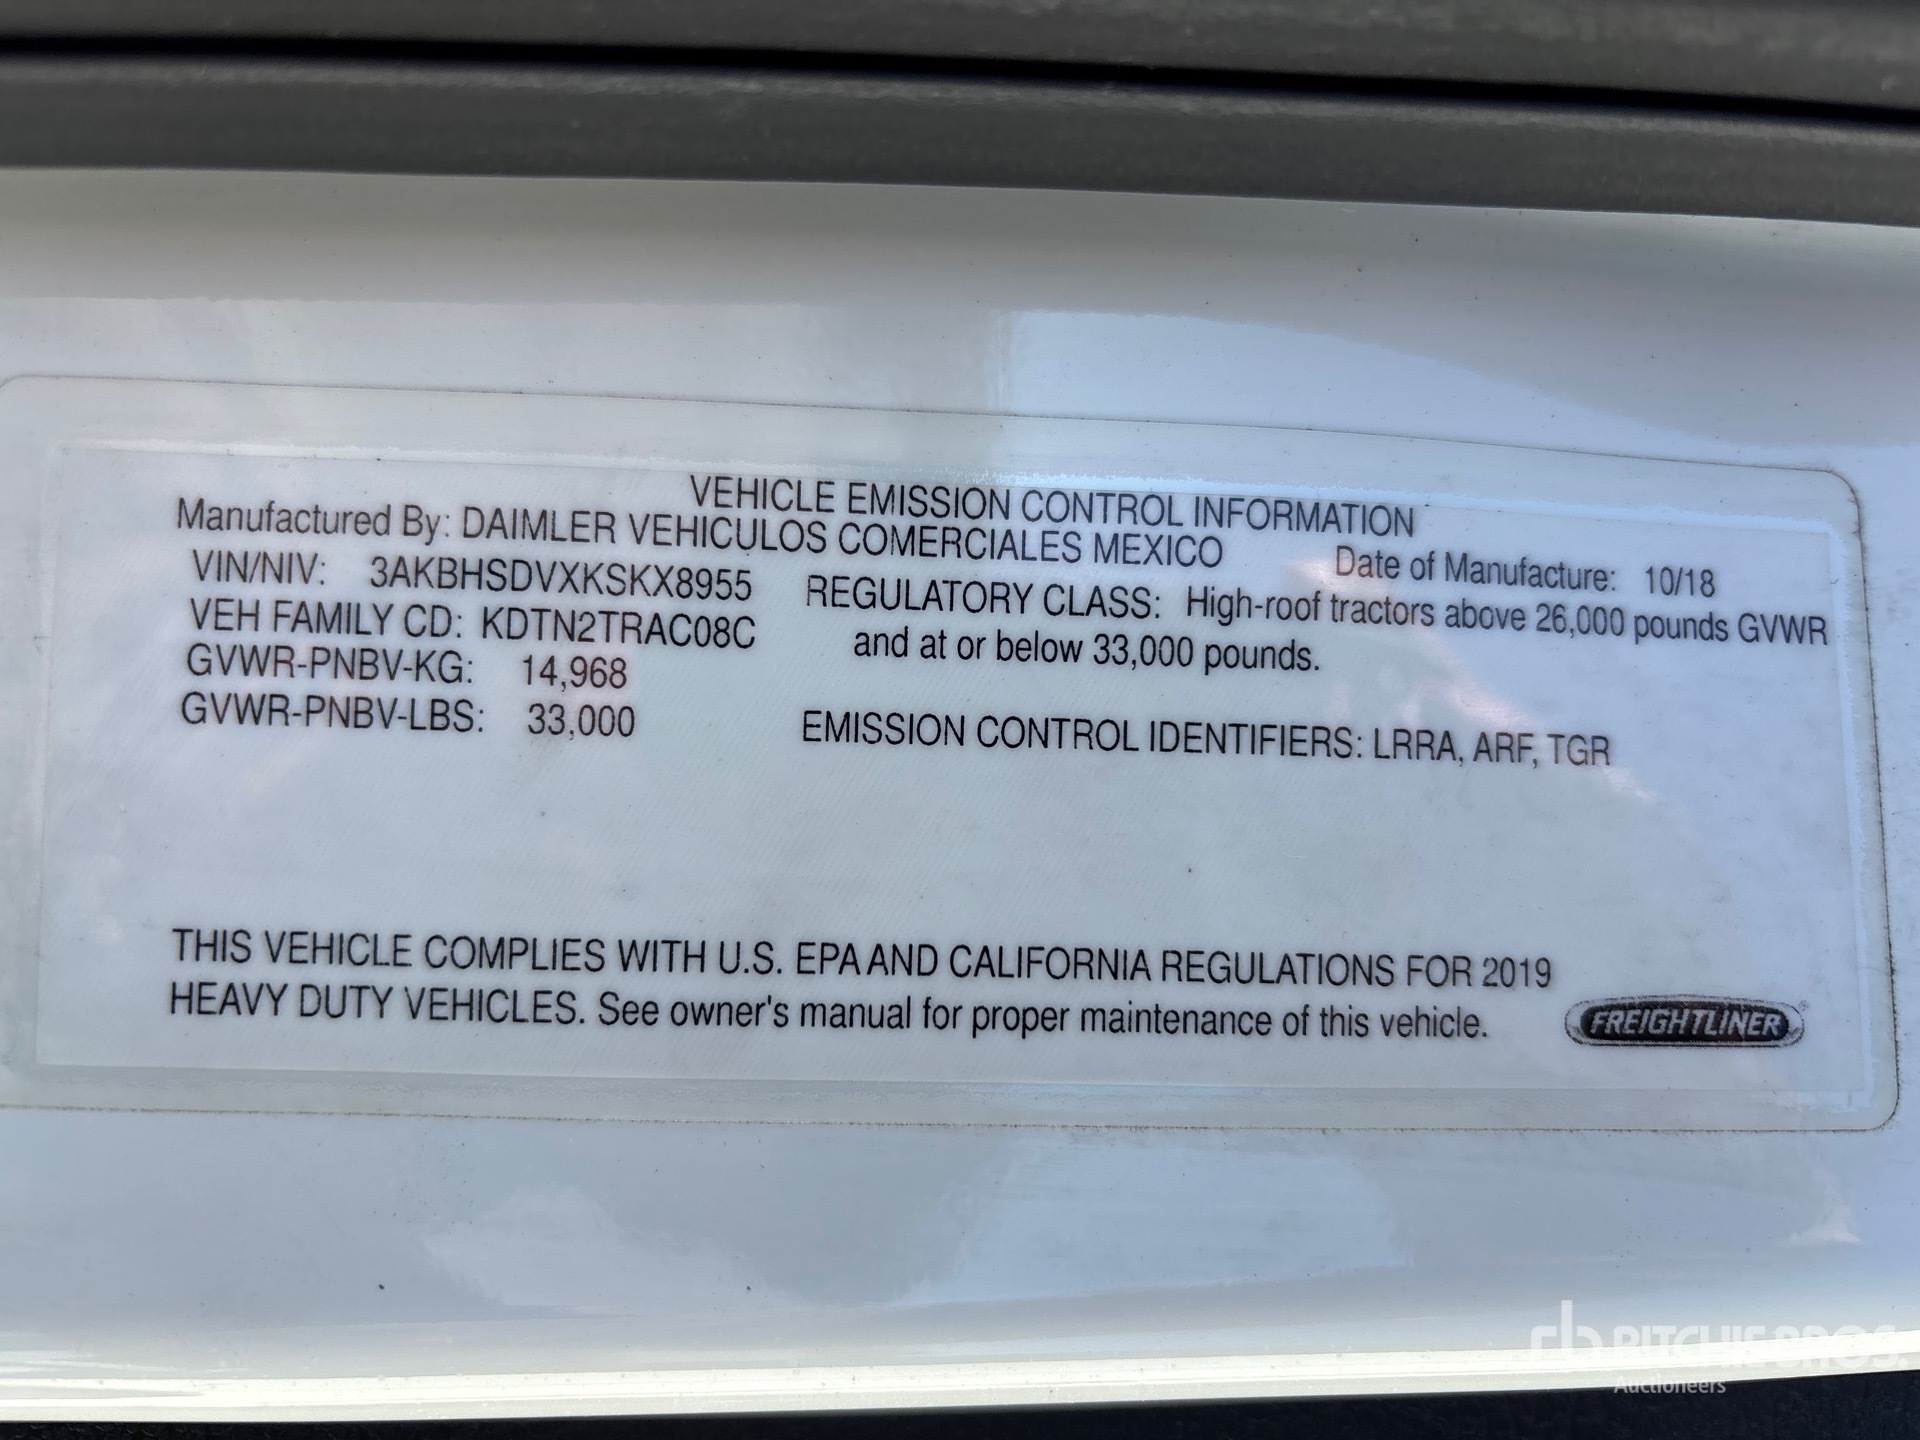 VEHICLE EMISSION CONTROL INFORMATION
Manufactured By: DAIMLER VEHICULOS COMERCIALES MEXICO Date of Manufacture: 10/18
VIN/NIV: 3AKBHSDVXKSKX8955 REGULATORY CLASS: High-roof tractors above 26,000 pounds GVWR
VEH FAMILY CD: KDTN2TRAC08C and at or below 33,000 pounds.
GVWR-PNBV-KG: 14,968
GVWR-PNBV-LBS: 33,000 EMISSION CONTROL IDENTIFIERS: LRRA, ARF, TGR
THIS VEHICLE COMPLIES WITH U.S. EPA AND CALIFORNIA REGULATIONS FOR 2019
HEAVY DUTY VEHICLES. See owner's manual for proper maintenance of this vehicle.
FREIGHTLINER®
rb RITCHIE BROS.
Auctioneers